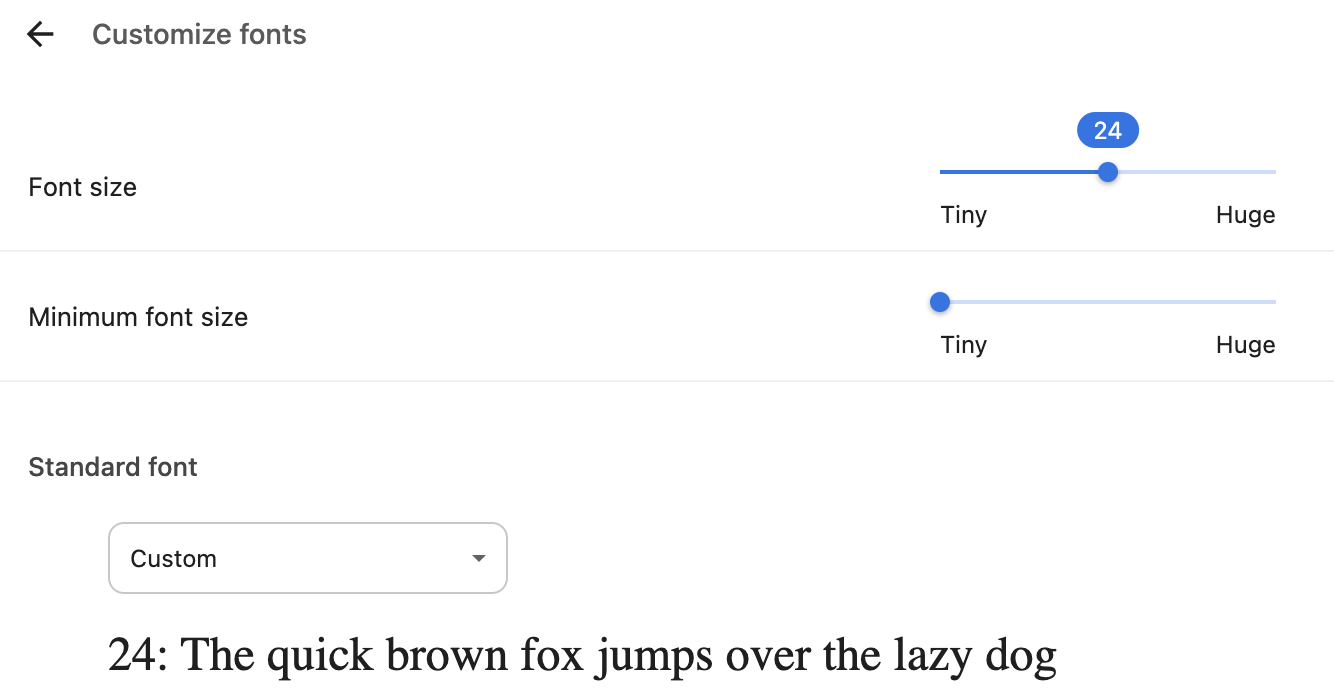 Customize fonts
24
Font size
Tiny Huge
Minimum font size
Tiny Huge
Standard font
Custom
24: The quick brown fox jumps over the lazy dog